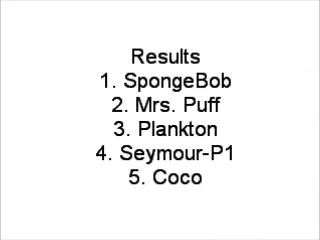 Results
1. SpongeBob
2. Mrs. Puff
3. Plankton
4. Seymour-P1
5. Coco